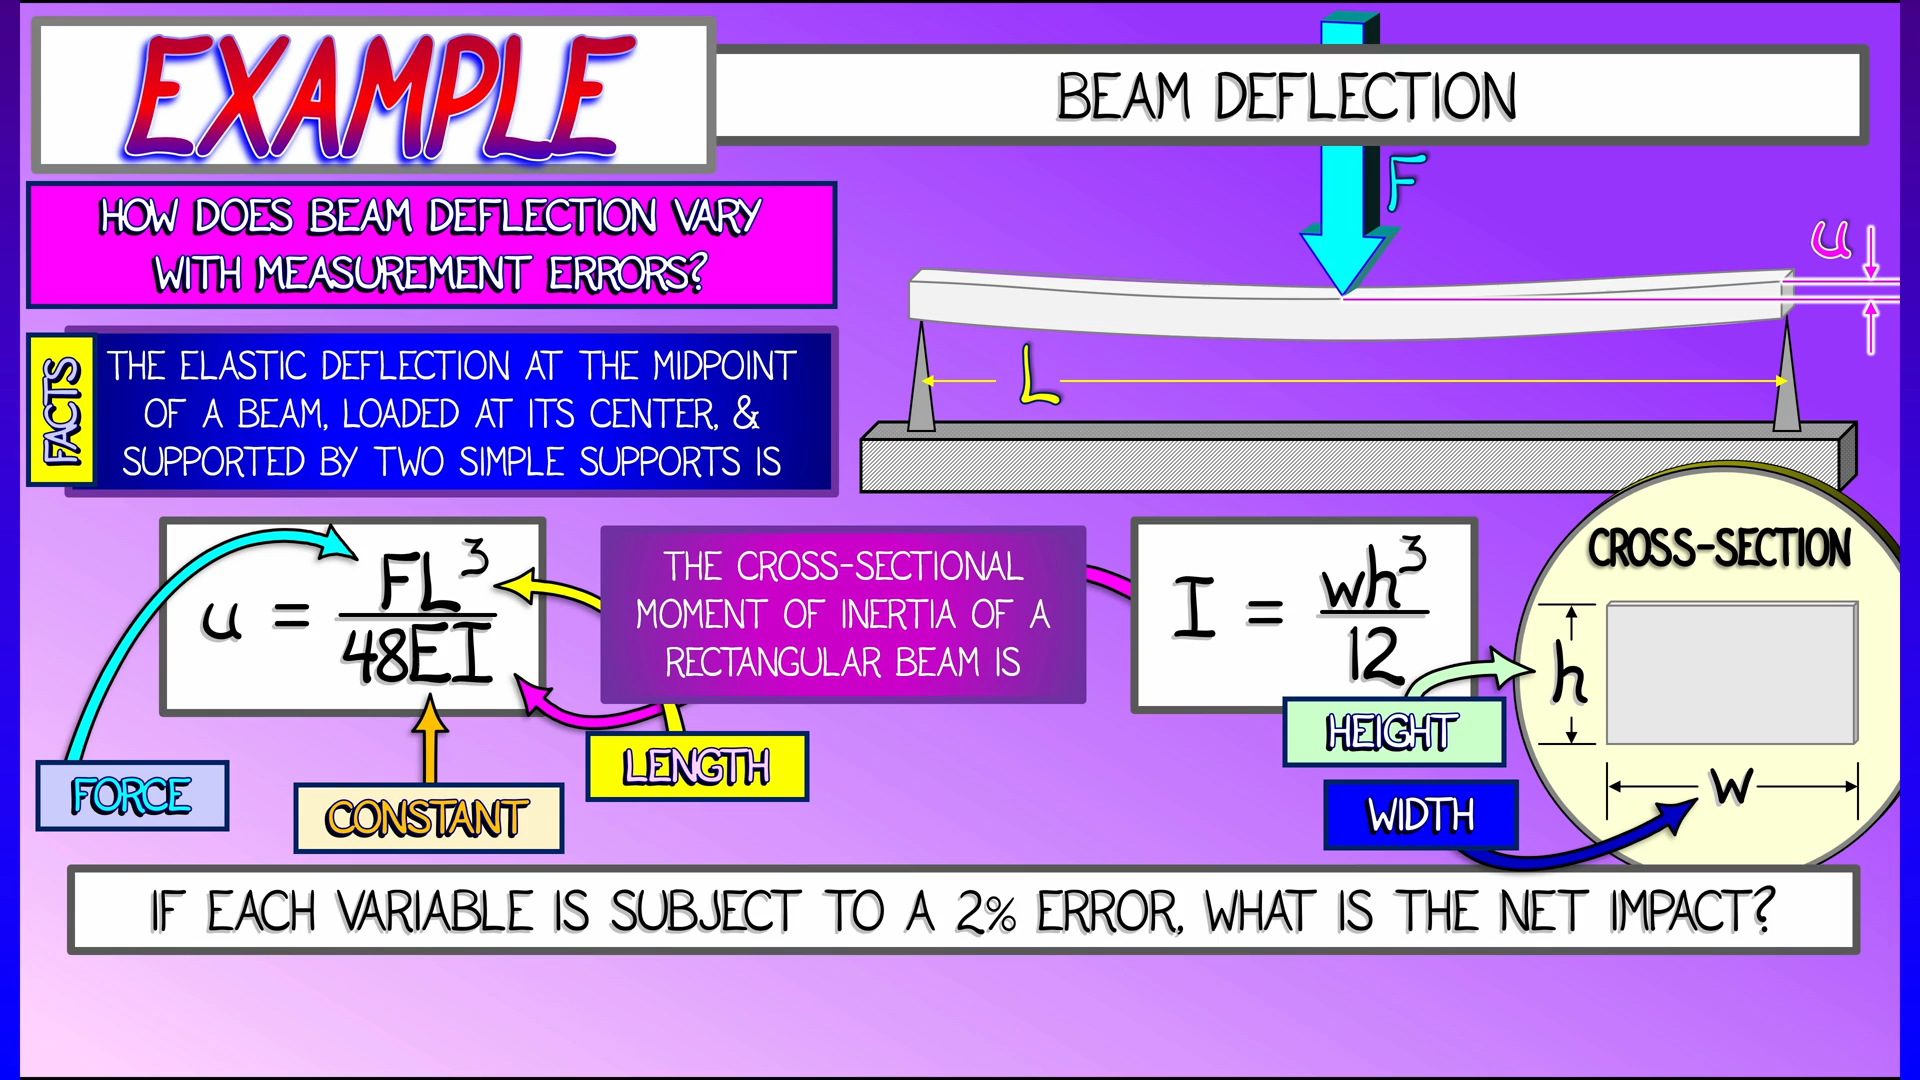 EXAMPLE
BEAM DEFLECTION
HOW DOES BEAM DEFLECTION VARY
WITH MEASUREMENT ERRORS?
F
u
L
FACTS
THE ELASTIC DEFLECTION AT THE MIDPOINT
OF A BEAM, LOADED AT ITS CENTER, &
SUPPORTED BY TWO SIMPLE SUPPORTS IS
u = FL³ / 48EI
THE CROSS-SECTIONAL
MOMENT OF INERTIA OF A
RECTANGULAR BEAM IS
I = wh³ / 12
CROSS-SECTION
h
w
FORCE
CONSTANT
LENGTH
HEIGHT
WIDTH
IF EACH VARIABLE IS SUBJECT TO A 2% ERROR, WHAT IS THE NET IMPACT?